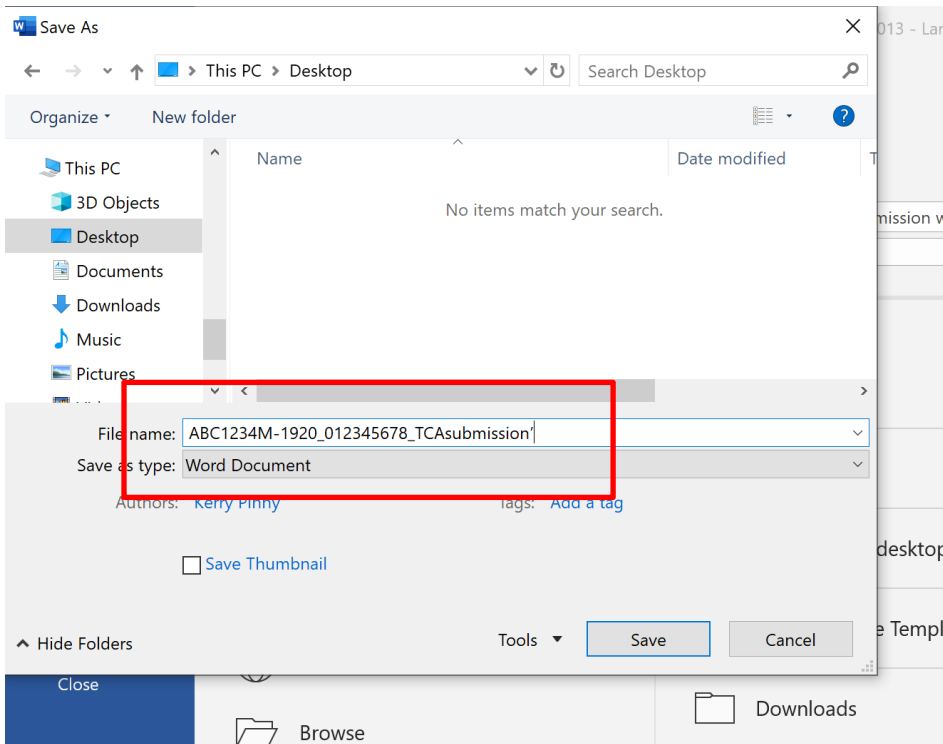 Save As
013 - Lar
This PC > Desktop
Search Desktop
Organize
New folder
?
Name
Date modified
This PC
No items match your search.
3D Objects
mission w
Desktop
Documents
Downloads
Music
Pictures
File name: ABC1234M-1920_012345678_TCAsubmission'
Save as type: Word Document
Authors: Kerry Pinny
Tags: Add a tag
desktop
Save Thumbnail
e Templ
Hide Folders
Tools
Save
Cancel
Close
Browse
Downloads